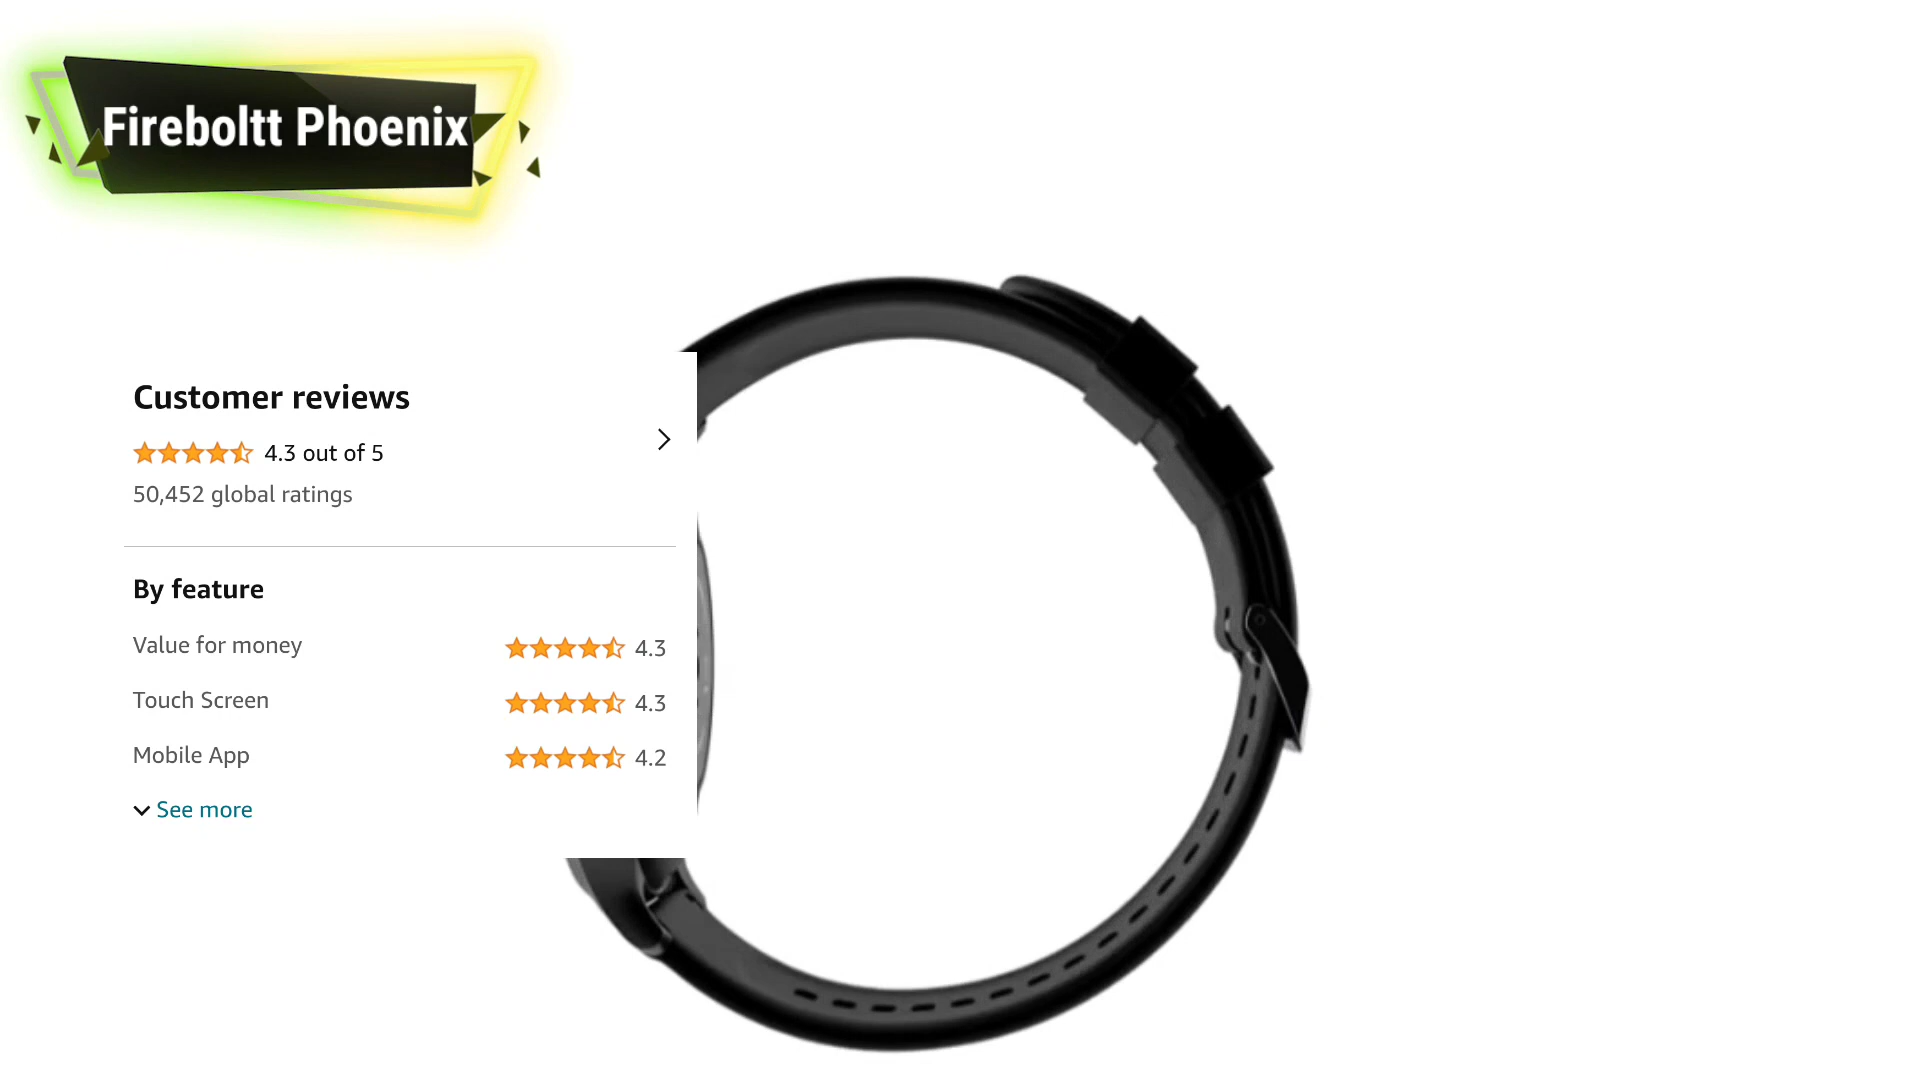 Fireboltt Phoenix
Customer reviews
4.3 out of 5
50,452 global ratings
By feature
Value for money 4.3
Touch Screen 4.3
Mobile App 4.2
See more